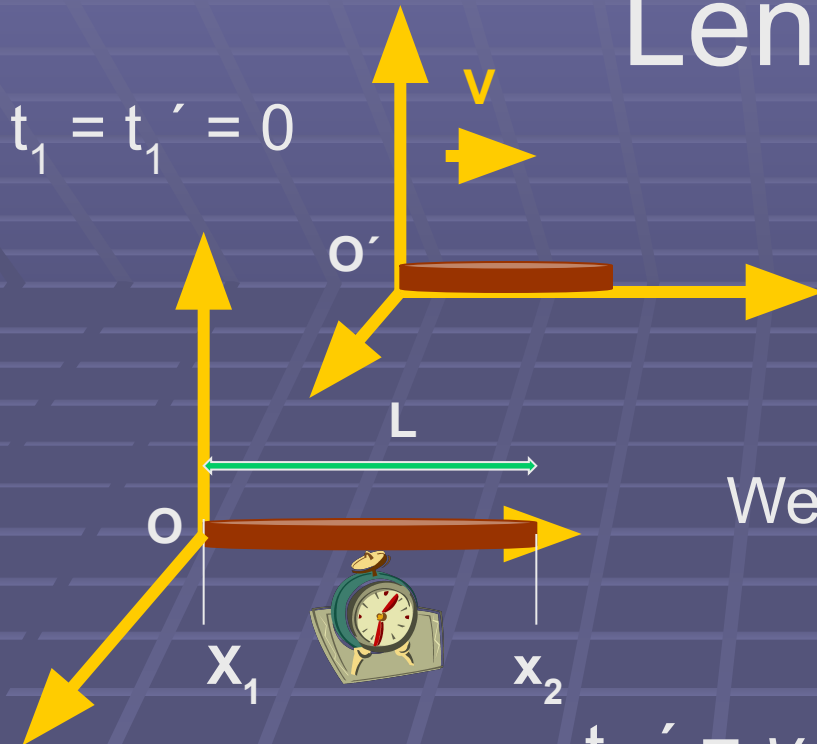 Len
V
t₁ = t₁´ = 0
O´
L
We
O
X₁ x₂